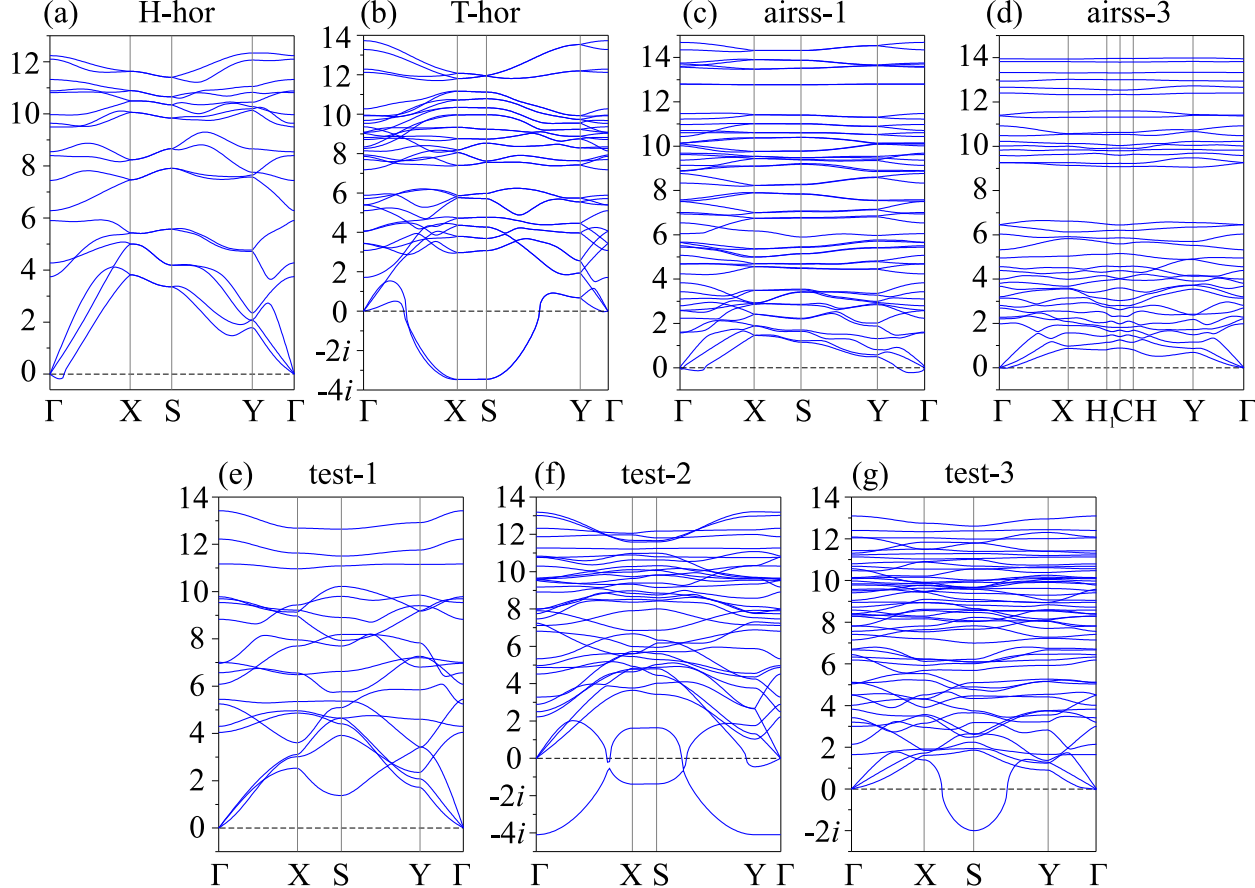 (a) H-hor (b) T-hor (c) airss-1 (d) airss-3
12 10 8 6 4 2 0
14 12 10 8 6 4 2 0 -2i -4i
14 12 10 8 6 4 2 0
14 12 10 8 6 4 2 0
Γ X S Y Γ Γ X S Y Γ Γ X S Y Γ Γ X H₁CH Y Γ
(e) test-1 (f) test-2 (g) test-3
14 12 10 8 6 4 2 0
14 12 10 8 6 4 2 0 -2i -4i
14 12 10 8 6 4 2 0 -2i
Γ X S Y Γ Γ X S Y Γ Γ X S Y Γ